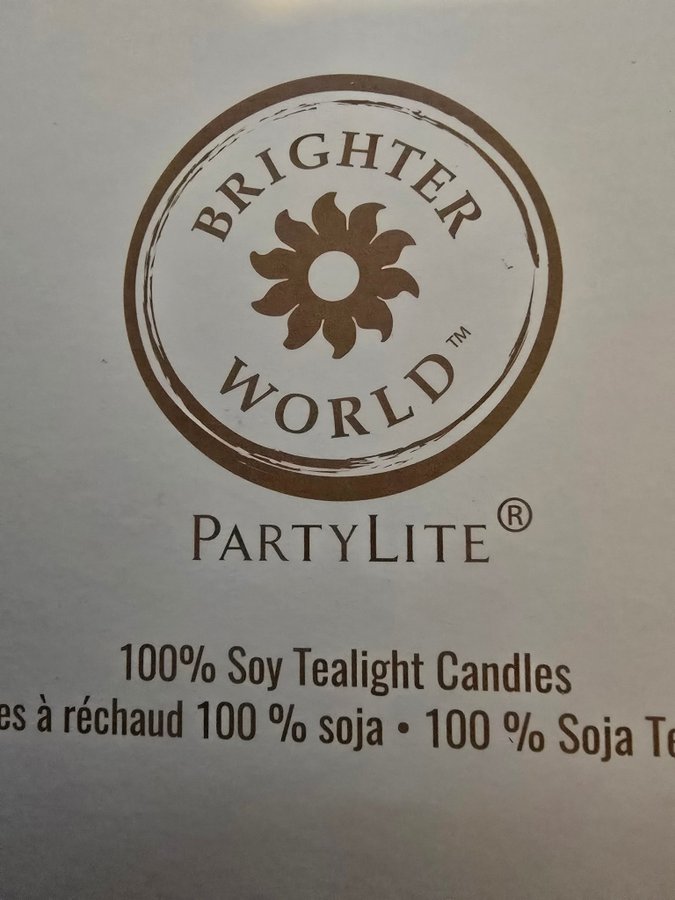 BRIGHTER
WORLD™
PARTYLITE®
100% Soy Tealight Candles
à réchaud 100 % soja • 100 % Soja